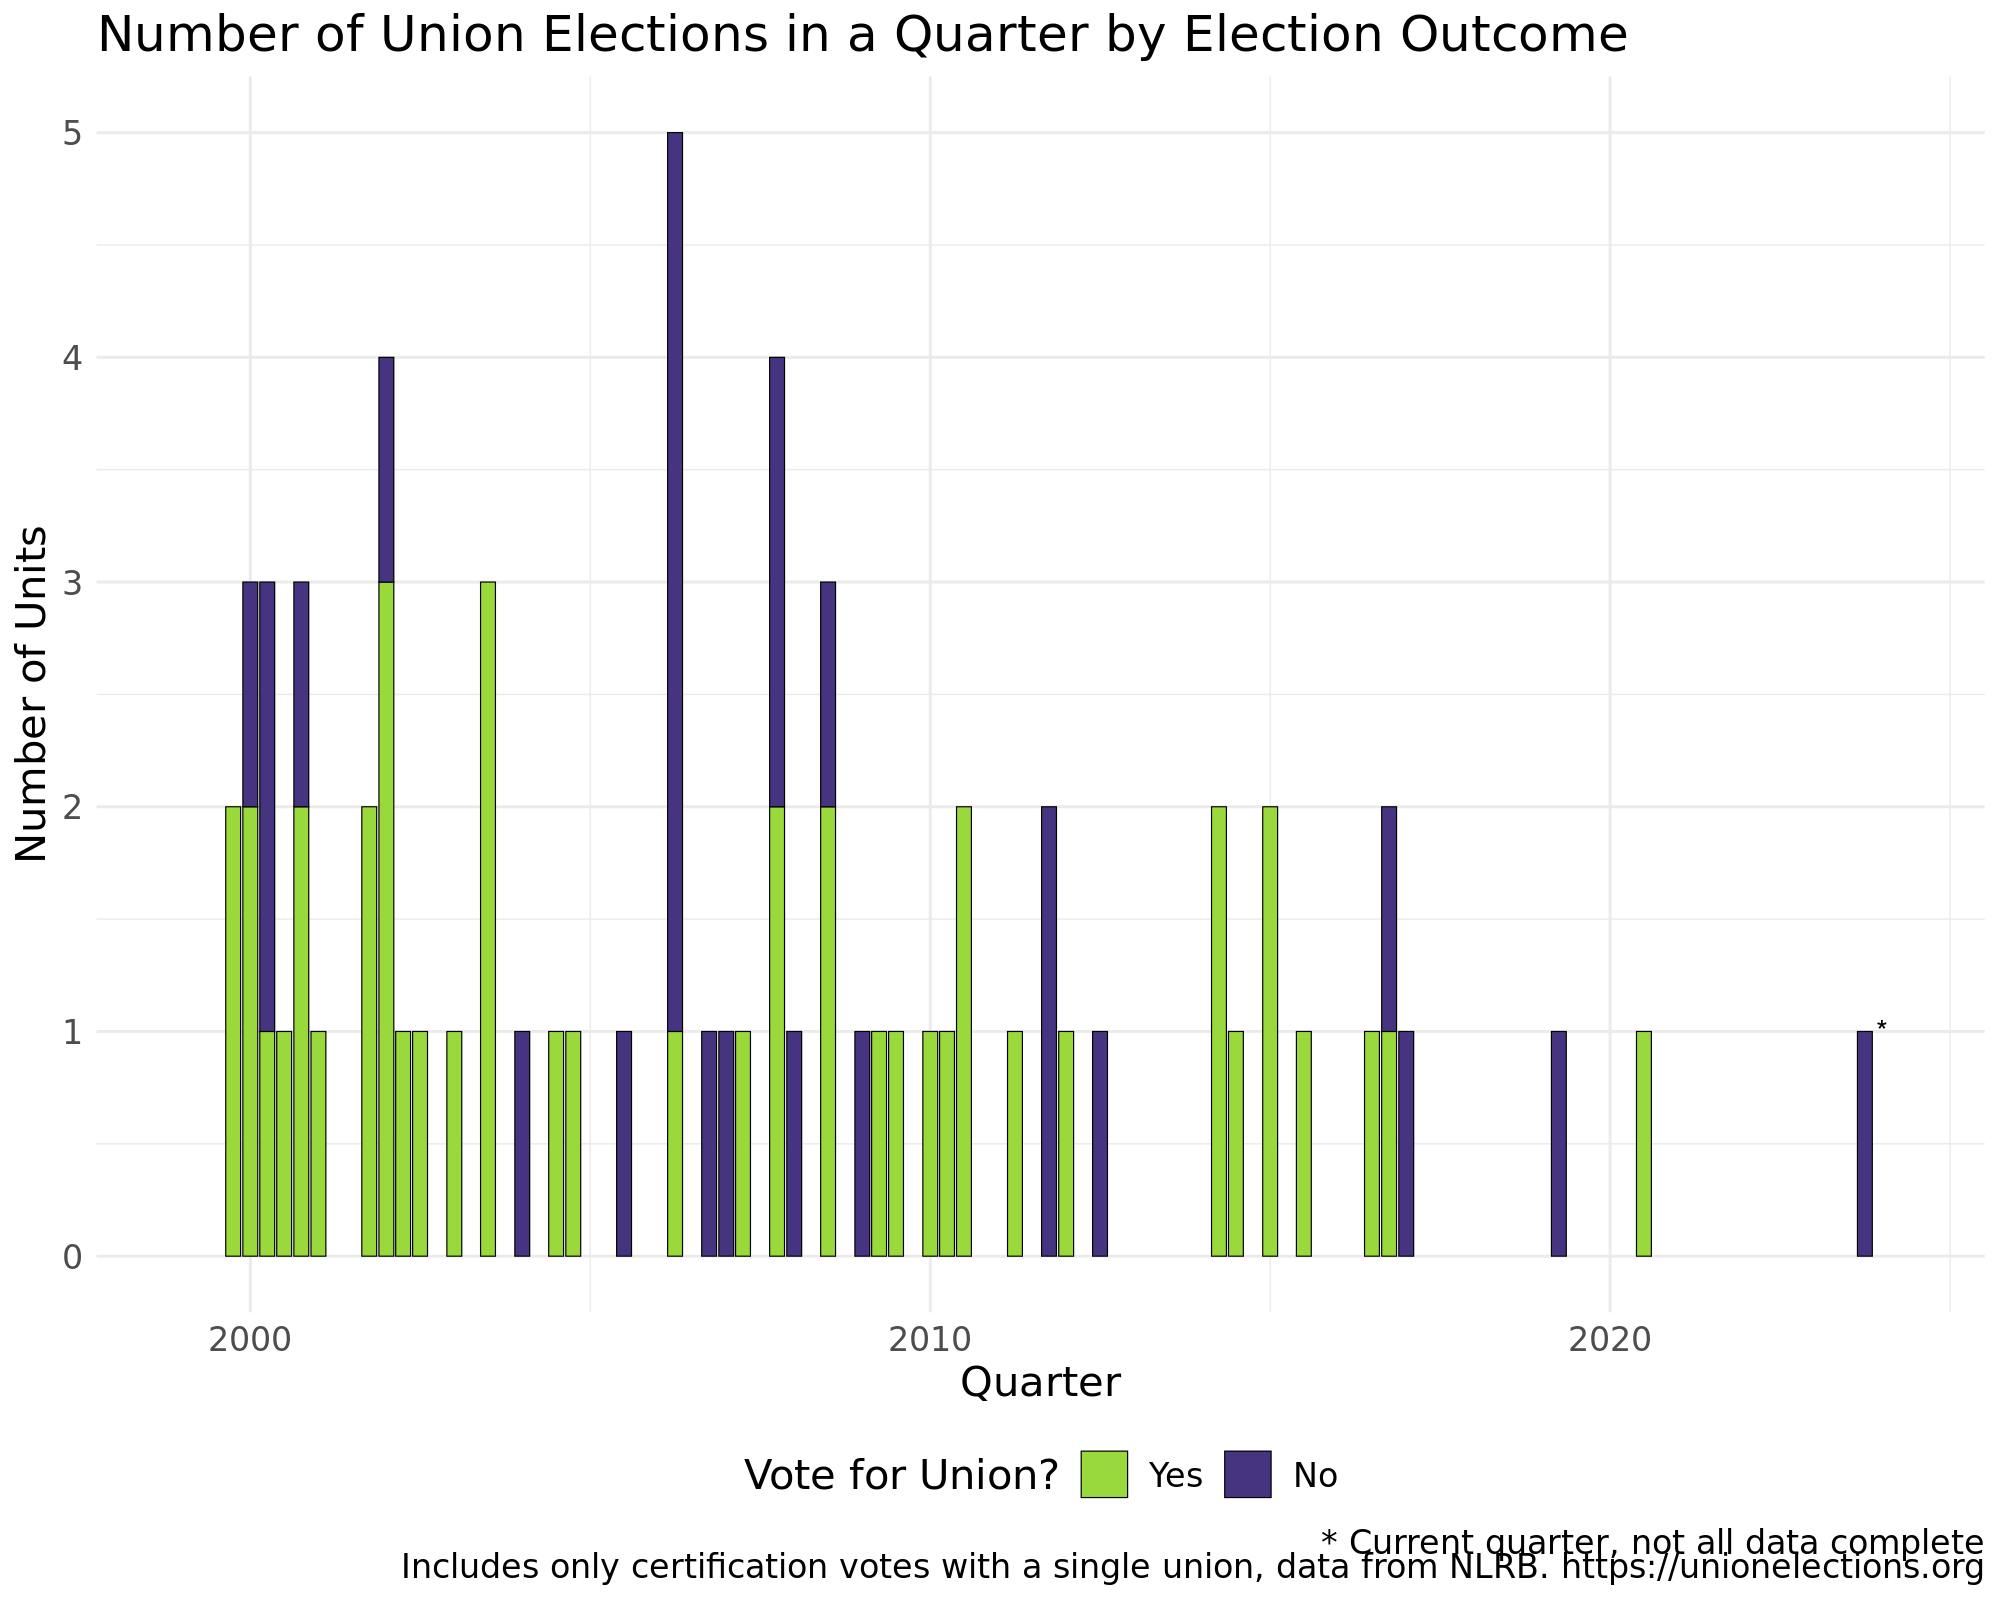 Number of Union Elections in a Quarter by Election Outcome
5
4
3
2
1
0
Number of Units
*
2000 2010 2020
Quarter
Vote for Union? Yes No
* Current quarter, not all data complete
Includes only certification votes with a single union, data from NLRB. https://unionelections.org